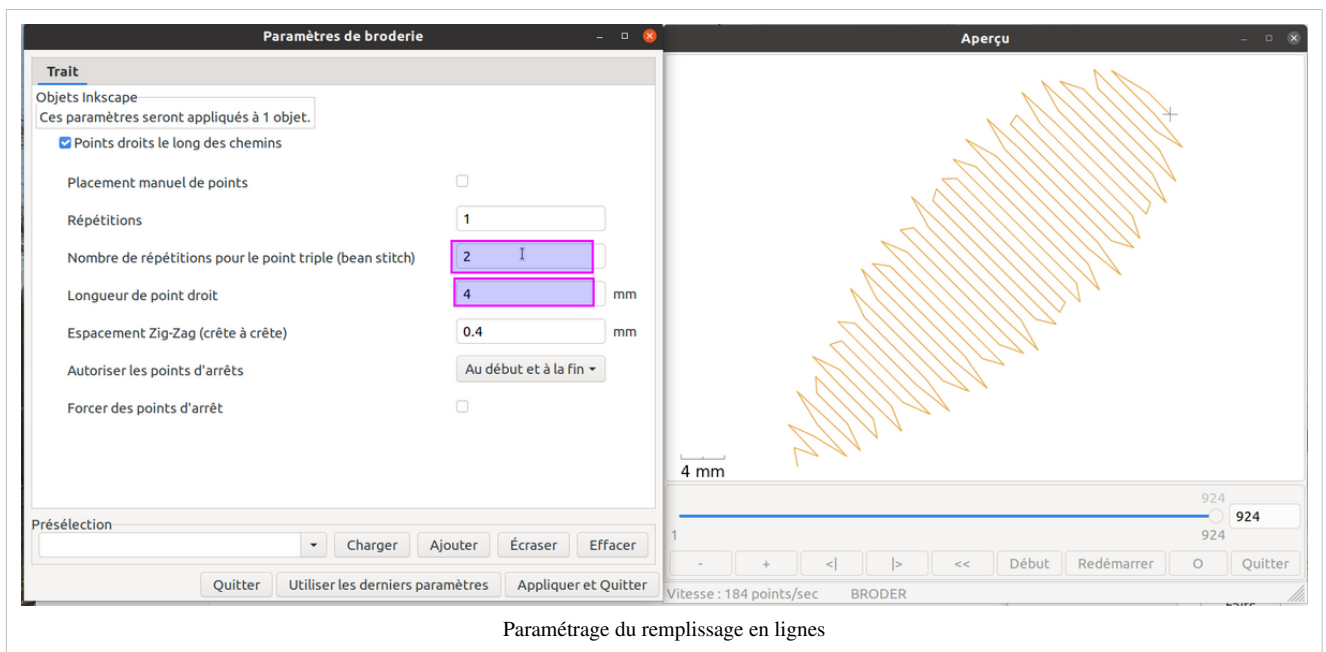 Paramètres de broderie
Trait
Objets Inkscape
Ces paramètres seront appliqués à 1 objet.
Points droits le long des chemins
Placement manuel de points
Répétitions 1
Nombre de répétitions pour le point triple (bean stitch) 2
Longueur de point droit 4 mm
Espacement Zig-Zag (crête à crête) 0.4 mm
Autoriser les points d'arrêts Au début et à la fin
Forcer des points d'arrêt
Présélection
Charger Ajouter Écraser Effacer
Quitter Utiliser les derniers paramètres Appliquer et Quitter
Aperçu
4 mm
924
924
1 924
- + <| |> << Début Redémarrer O Quitter
Vitesse : 184 points/sec BRODER
Paramétrage du remplissage en lignes